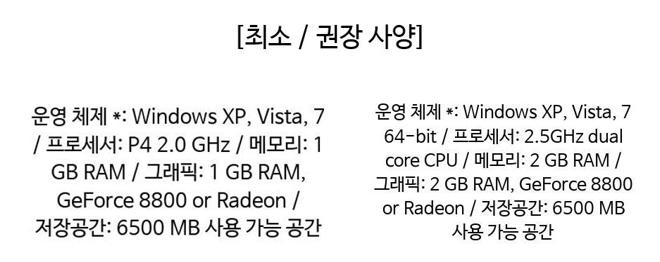 [최소 / 권장 사양]
운영 체제 *: Windows XP, Vista, 7
/ 프로세서: P4 2.0 GHz / 메모리: 1
GB RAM / 그래픽: 1 GB RAM,
GeForce 8800 or Radeon /
저장공간: 6500 MB 사용 가능 공간
운영 체제 *: Windows XP, Vista, 7
64-bit / 프로세서: 2.5GHz dual
core CPU / 메모리: 2 GB RAM /
그래픽: 2 GB RAM, GeForce 8800
or Radeon / 저장공간: 6500 MB
사용 가능 공간